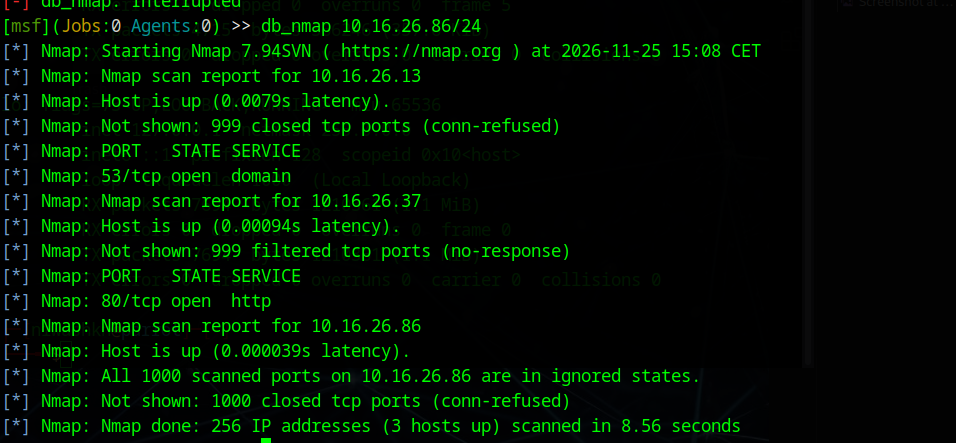 [-] db_nmap: Interrupted
[msf](Jobs:0 Agents:0) >> db_nmap 10.16.26.86/24
[*] Nmap: Starting Nmap 7.94SVN ( https://nmap.org ) at 2026-11-25 15:08 CET
[*] Nmap: Nmap scan report for 10.16.26.13
[*] Nmap: Host is up (0.0079s latency).
[*] Nmap: Not shown: 999 closed tcp ports (conn-refused)
[*] Nmap: PORT   STATE SERVICE
[*] Nmap: 53/tcp open  domain
[*] Nmap: Nmap scan report for 10.16.26.37
[*] Nmap: Host is up (0.00094s latency).
[*] Nmap: Not shown: 999 filtered tcp ports (no-response)
[*] Nmap: PORT   STATE SERVICE
[*] Nmap: 80/tcp open  http
[*] Nmap: Nmap scan report for 10.16.26.86
[*] Nmap: Host is up (0.000039s latency).
[*] Nmap: All 1000 scanned ports on 10.16.26.86 are in ignored states.
[*] Nmap: Not shown: 1000 closed tcp ports (conn-refused)
[*] Nmap: Nmap done: 256 IP addresses (3 hosts up) scanned in 8.56 seconds